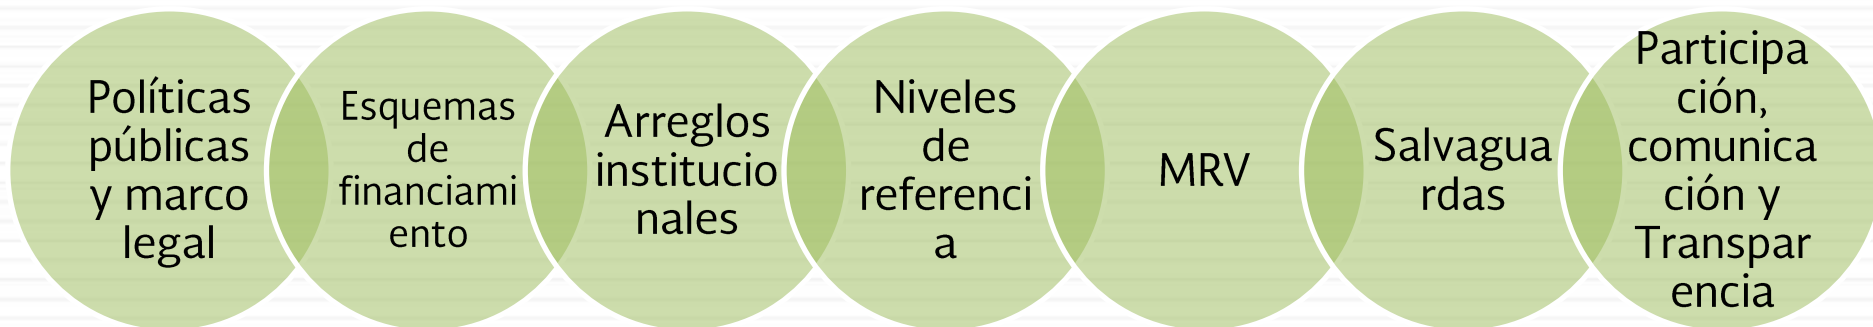 Políticas
públicas
y marco
legal
Esquemas
de
financiami
ento
Arreglos
institucio
nales
Niveles
de
referenci
a
MRV
Salvagua
rdas
Participa
ción,
comunica
ción y
Transpar
encia